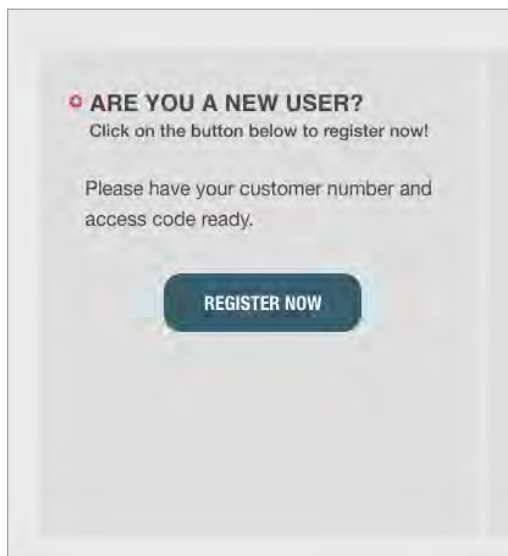 ARE YOU A NEW USER?
Click on the button below to register now!
Please have your customer number and
access code ready.
REGISTER NOW